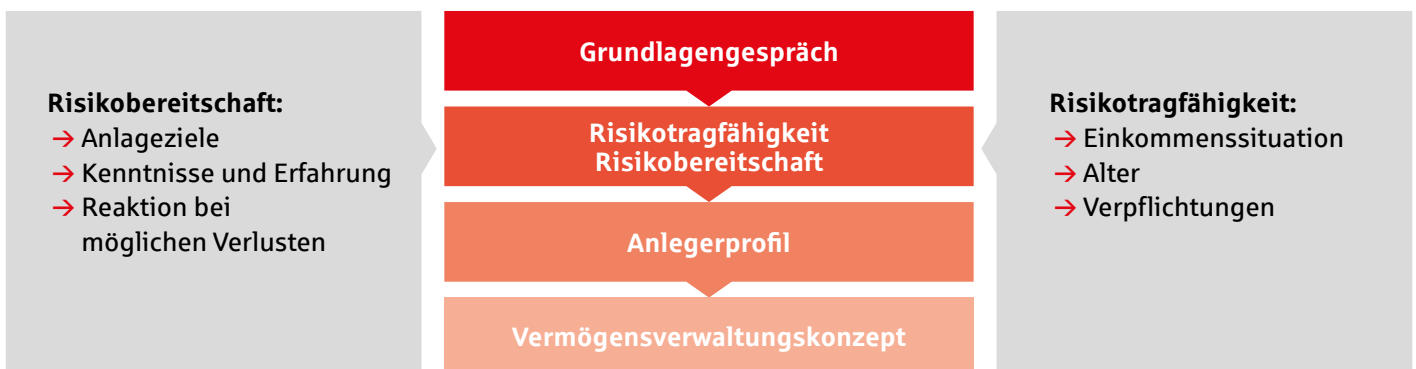 Risikobereitschaft:
→ Anlageziele
→ Kenntnisse und Erfahrung
→ Reaktion bei
möglichen Verlusten
Grundlagengespräch
Risikotragfähigkeit
Risikobereitschaft
Anlegerprofil
Vermögensverwaltungskonzept
Risikotragfähigkeit:
→ Einkommenssituation
→ Alter
→ Verpflichtungen